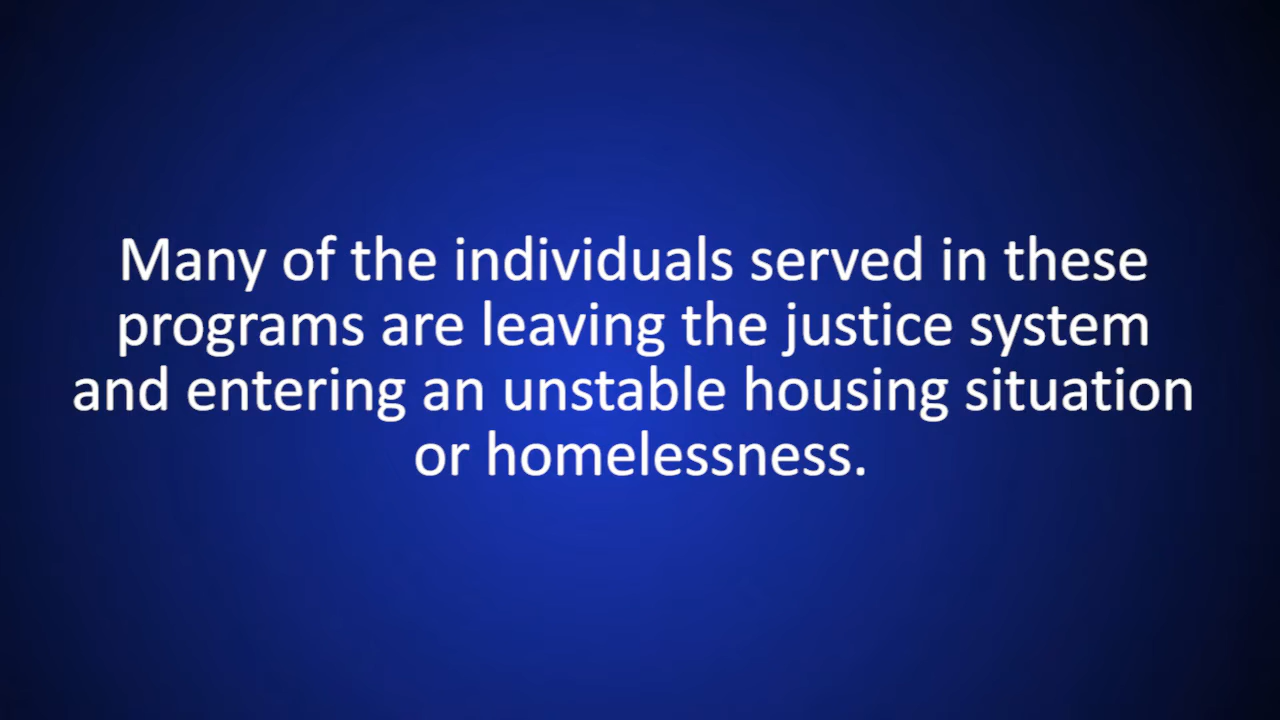 Many of the individuals served in these
programs are leaving the justice system
and entering an unstable housing situation
or homelessness.